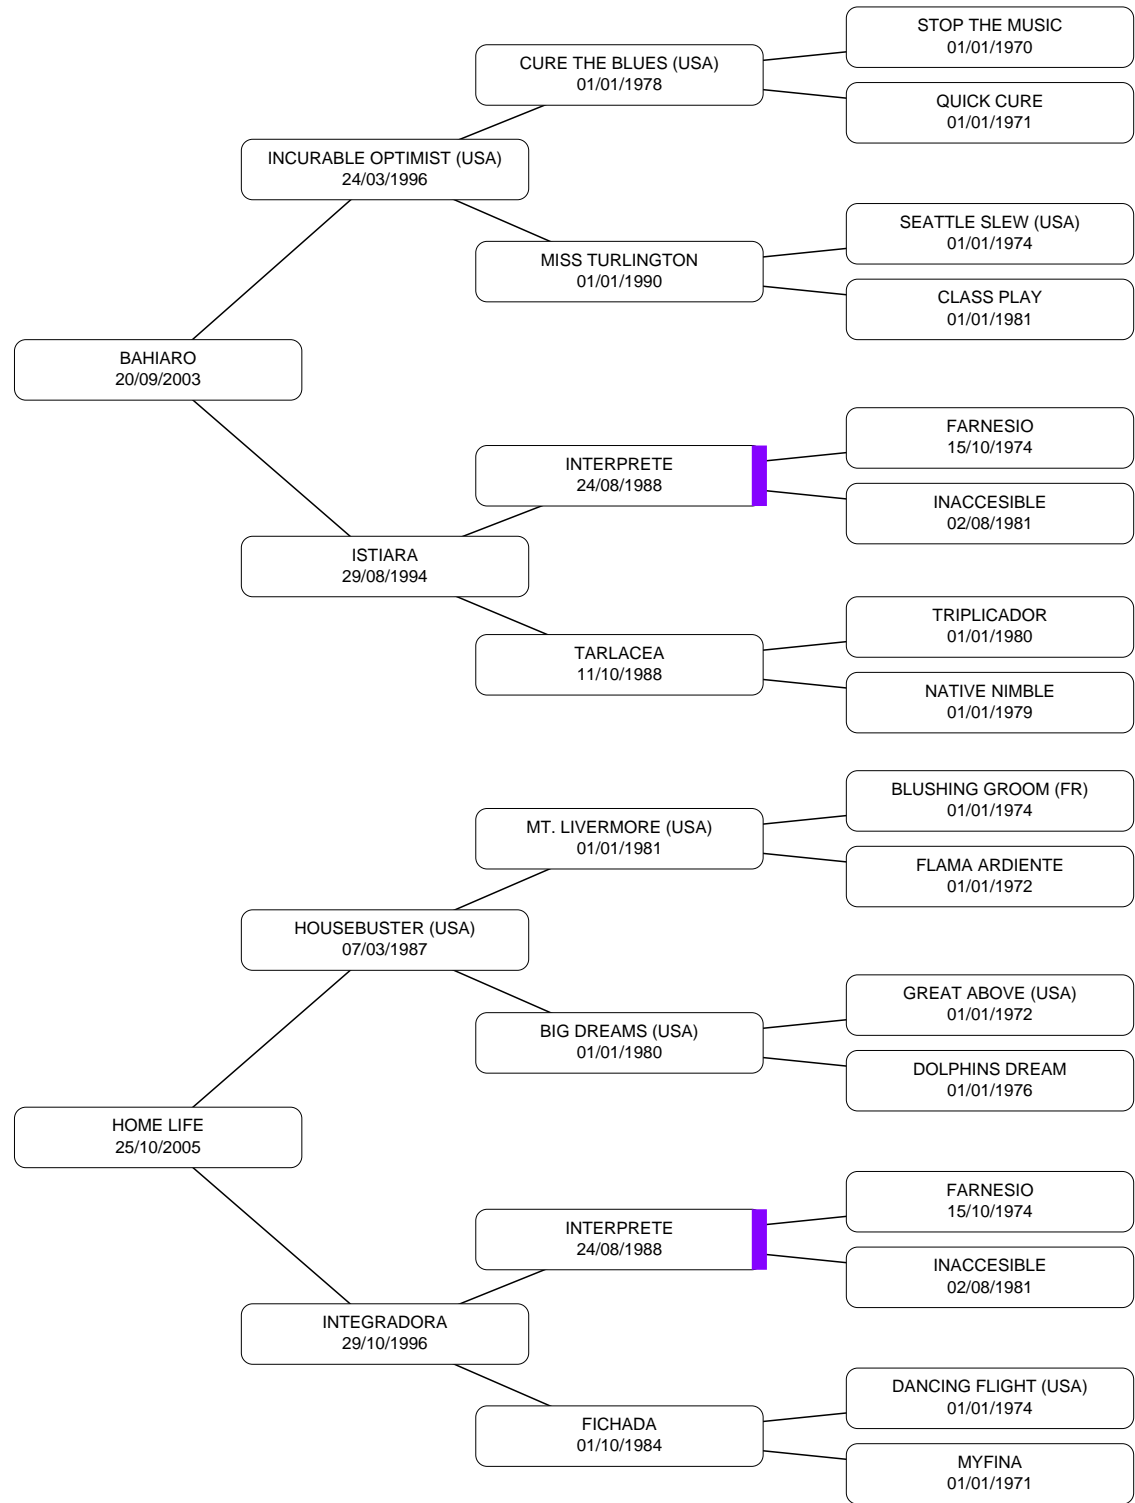 STOP THE MUSIC
01/01/1970
CURE THE BLUES (USA)
01/01/1978
QUICK CURE
01/01/1971
INCURABLE OPTIMIST (USA)
24/03/1996
SEATTLE SLEW (USA)
01/01/1974
MISS TURLINGTON
01/01/1990
CLASS PLAY
01/01/1981
BAHIARO
20/09/2003
FARNESIO
15/10/1974
INTERPRETE
24/08/1988
INACCESIBLE
02/08/1981
ISTIARA
29/08/1994
TRIPLICADOR
01/01/1980
TARLACEA
11/10/1988
NATIVE NIMBLE
01/01/1979
BLUSHING GROOM (FR)
01/01/1974
MT. LIVERMORE (USA)
01/01/1981
FLAMA ARDIENTE
01/01/1972
HOUSEBUSTER (USA)
07/03/1987
GREAT ABOVE (USA)
01/01/1972
BIG DREAMS (USA)
01/01/1980
DOLPHINS DREAM
01/01/1976
HOME LIFE
25/10/2005
FARNESIO
15/10/1974
INTERPRETE
24/08/1988
INACCESIBLE
02/08/1981
INTEGRADORA
29/10/1996
DANCING FLIGHT (USA)
01/01/1974
FICHADA
01/10/1984
MYFINA
01/01/1971